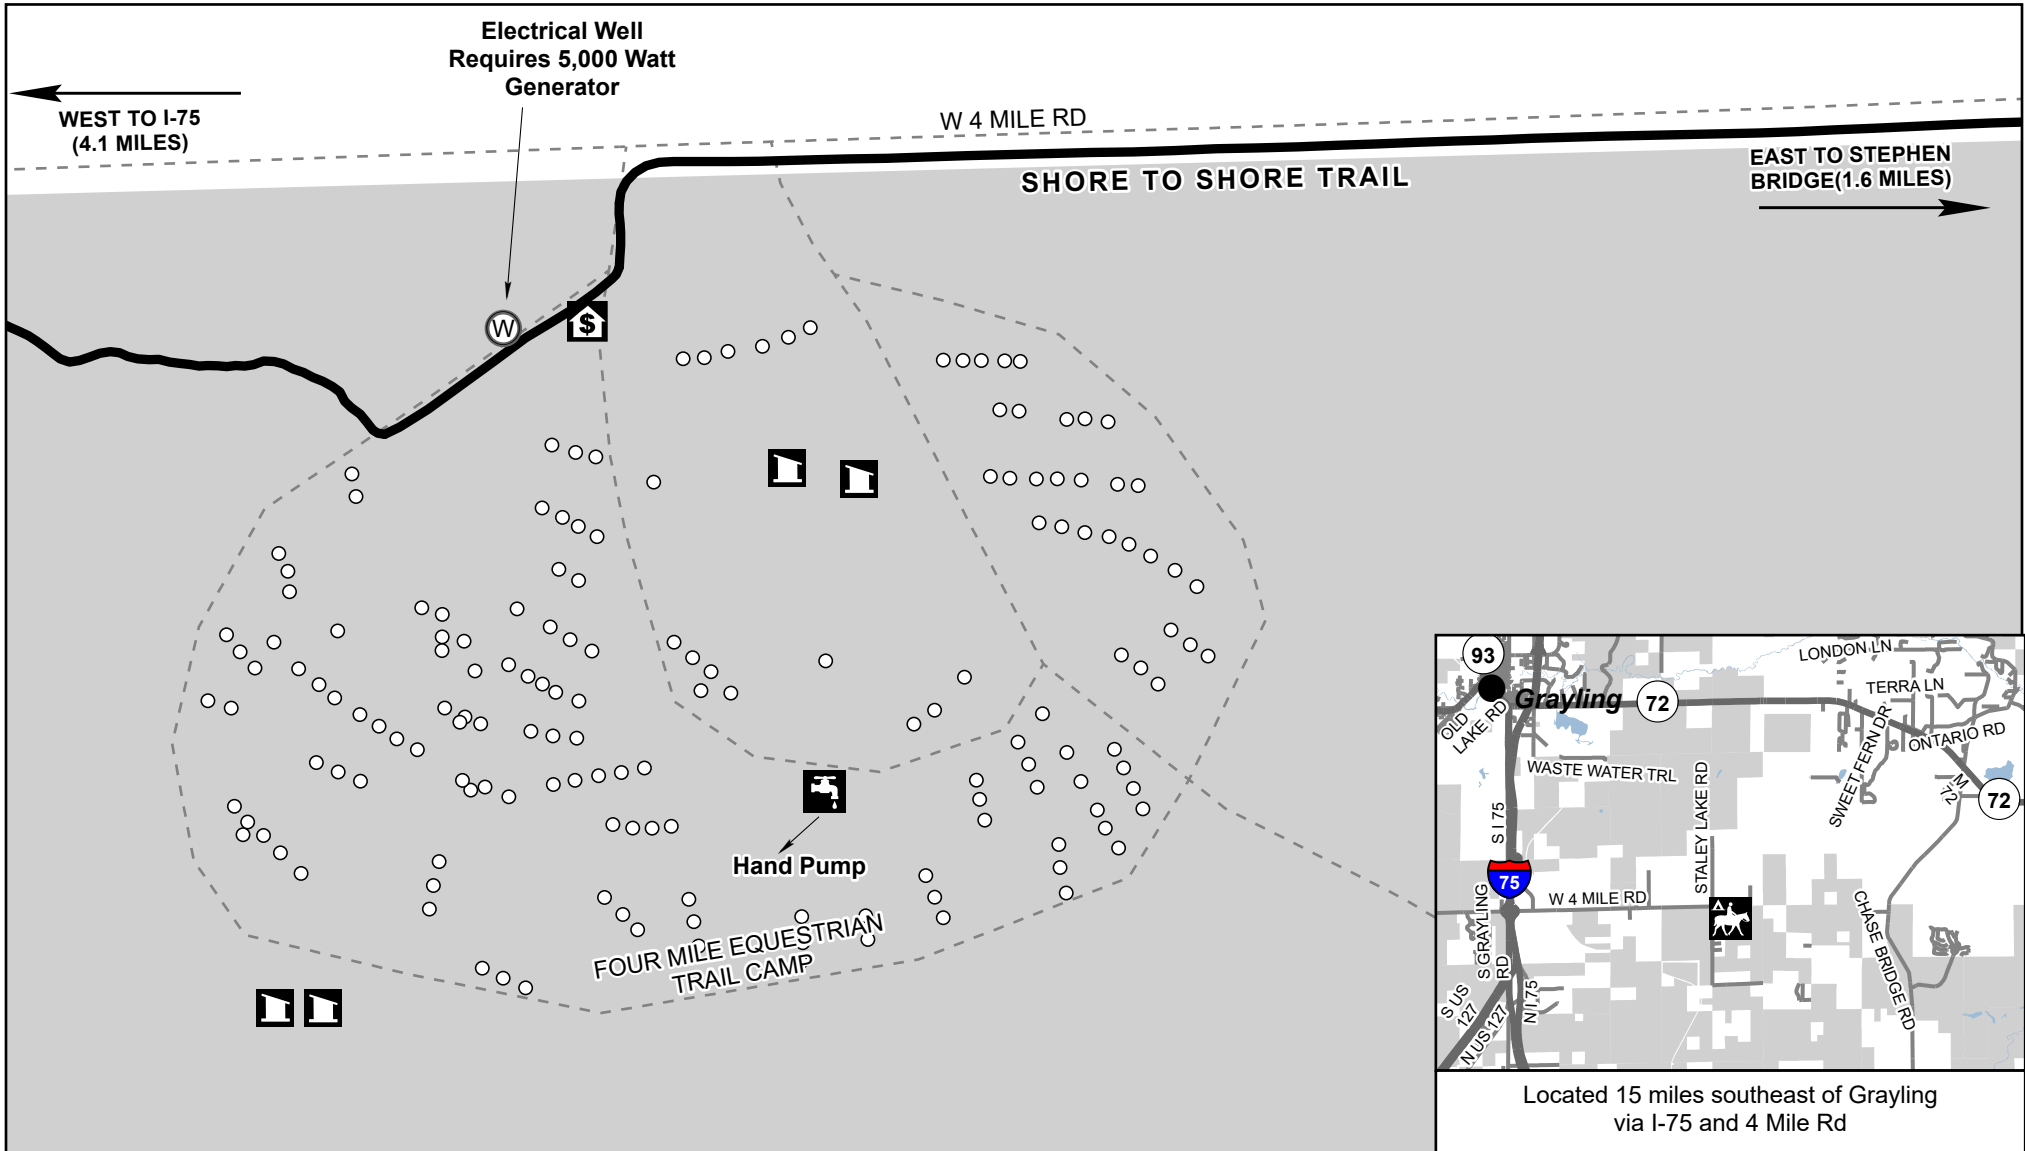 Electrical Well
Requires 5,000 Watt
Generator
WEST TO I-75
(4.1 MILES)
W 4 MILE RD
SHORE TO SHORE TRAIL
EAST TO STEPHEN
BRIDGE(1.6 MILES)
W
$
Hand Pump
FOUR MILE EQUESTRIAN
TRAIL CAMP
93
Grayling
72
LONDON LN
TERRA LN
OLD
LAKE RD
ONTARIO RD
SWEET FERN DR
WASTE WATER TRL
M
72
72
S I 75
STALEY LAKE RD
75
W 4 MILE RD
S GRAYLING
RD
CHASE BRIDGE RD
S US
127
N US 127
N I 75
Located 15 miles southeast of Grayling
via I-75 and 4 Mile Rd